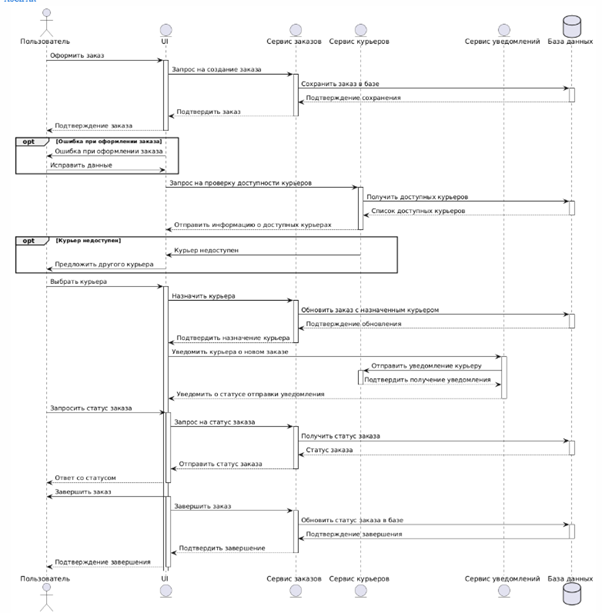 Пользователь UI Сервис заказов Сервис курьеров Сервис уведомлений База данных
Оформить заказ
Запрос на создание заказа
Сохранить заказ в базе
Подтверждение сохранения
Подтвердить заказ
Подтверждение заказа
opt [Ошибка при оформлении заказа]
Ошибка при оформлении заказа
Исправить данные
Запрос на проверку доступности курьеров
Получить доступных курьеров
Список доступных курьеров
Отправить информацию о доступных курьерах
opt [Курьер недоступен]
Курьер недоступен
Предложить другого курьера
Выбрать курьера
Назначить курьера
Обновить заказ с назначенным курьером
Подтверждение обновления
Подтвердить назначение курьера
Уведомить курьера о новом заказе
Отправить уведомление курьеру
Подтвердить получение уведомления
Уведомить о статусе отправки уведомления
Запросить статус заказа
Запрос на статус заказа
Получить статус заказа
Статус заказа
Отправить статус заказа
Ответ со статусом
Завершить заказ
Завершить заказ
Обновить статус заказа в базе
Подтверждение завершения
Подтвердить завершение
Подтверждение завершения
Пользователь UI Сервис заказов Сервис курьеров Сервис уведомлений База данных